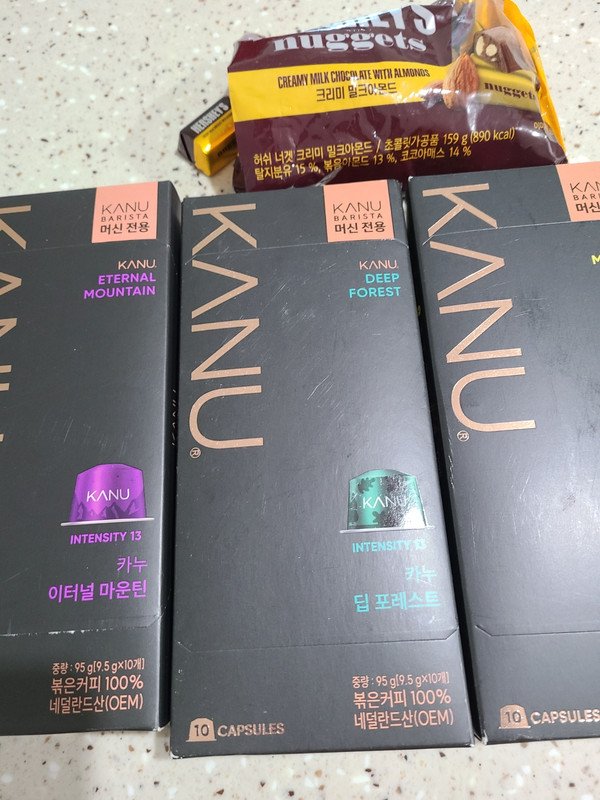 HERSHEY'S
nuggets
CREAMY MILK CHOCOLATE WITH ALMONDS
크리미 밀크아몬드
nuggets
허쉬 너겟 크리미 밀크아몬드 / 초콜릿가공품 159 g (890 kcal)
탈지분유 15 %, 볶음아몬드 13 %, 코코아매스 14 %
HERSHEY'S
KANU
KANU
BARISTA
머신 전용
KANU
ETERNAL
MOUNTAIN
KANU
INTENSITY 13
카누
이터널 마운틴
중량 : 95 g[9.5 g×10개]
볶은커피 100%
네덜란드산(OEM)
KANU®
KANU
BARISTA
머신 전용
KANU
DEEP
FOREST
KANU
INTENSITY 13
카누
딥 포레스트
중량 : 95 g[9.5 g×10개]
볶은커피 100%
네덜란드산(OEM)
10 CAPSULES
KANU®
머신
10 CAPSULES